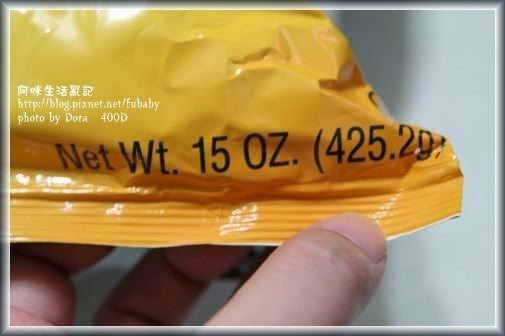 阿咪生活亂記
http://blog.pixnet.net/fubaby
photo by Dora 400D
Net Wt. 15 OZ. (425.2g)